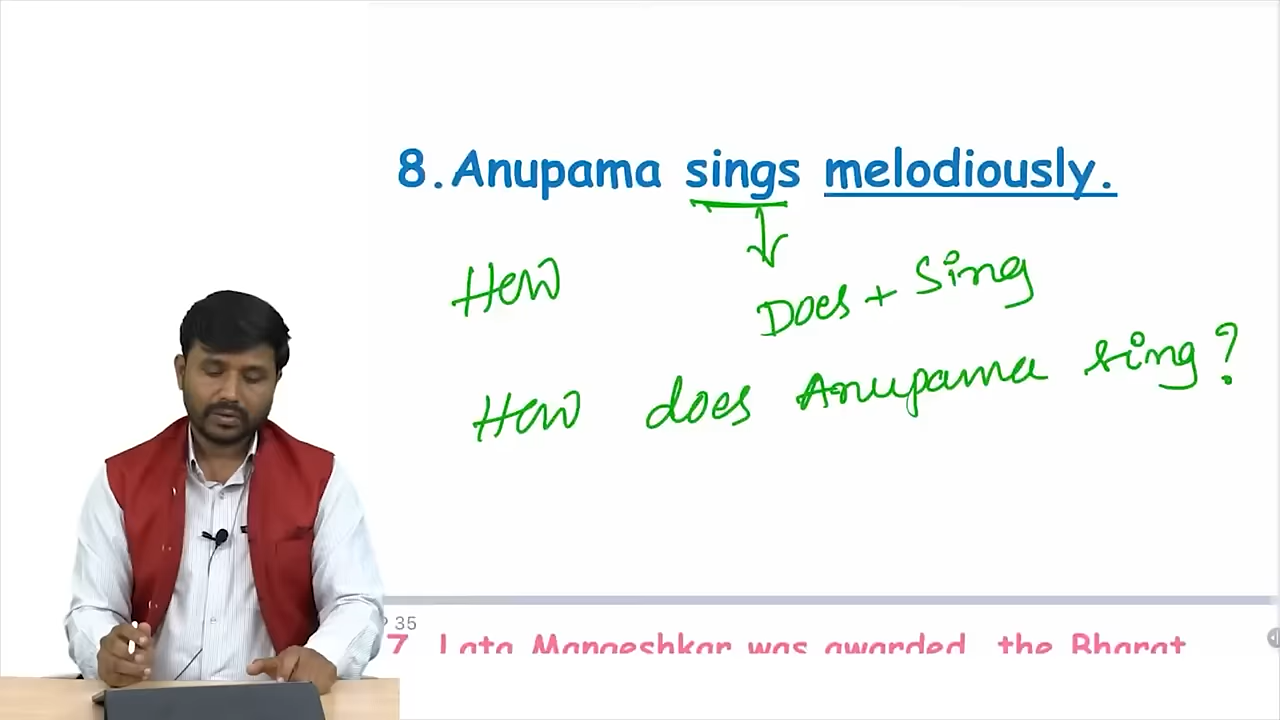 8.Anupama sings melodiously.
How
Does + Sing
How does Anupama sing?
35
7. Lata Mangeshkar was awarded the Bharat